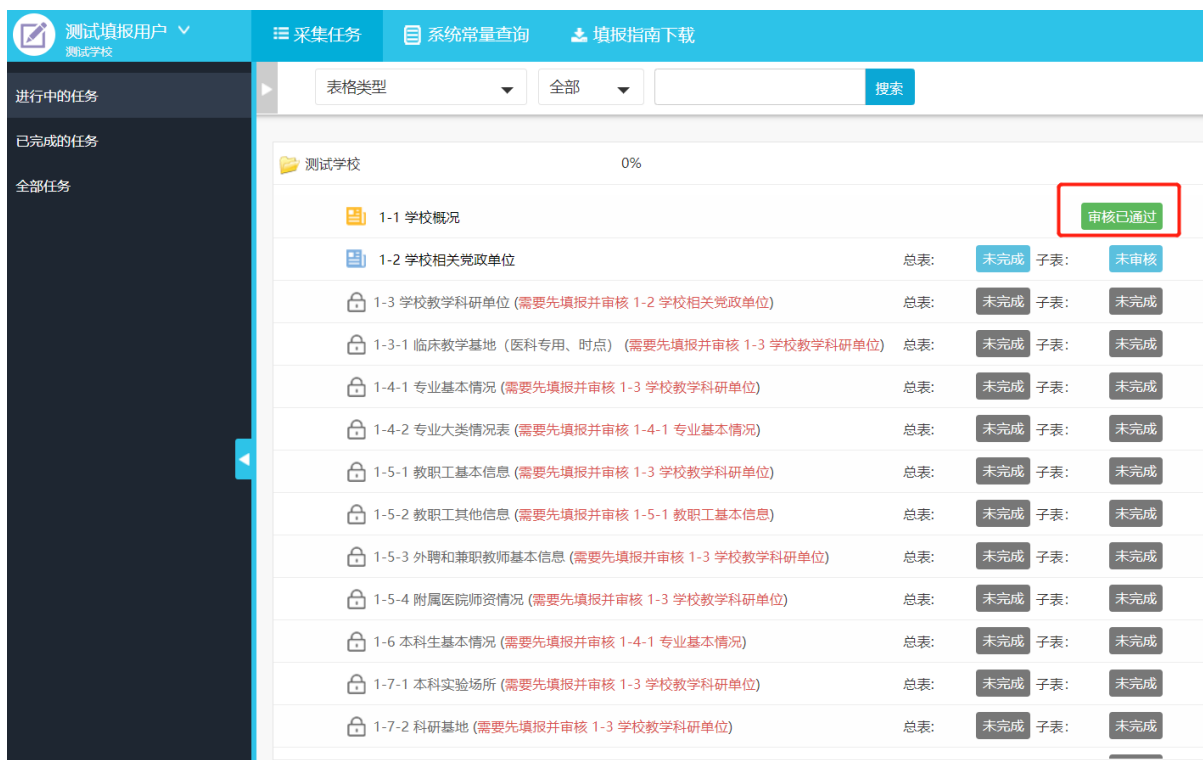 测试填报用户
测试学校
采集任务 系统常量查询 填报指南下载
进行中的任务
已完成的任务
全部任务
表格类型 全部 搜索
测试学校 0%
1-1 学校概况 审核已通过
1-2 学校相关党政单位 总表: 未完成 子表: 未审核
1-3 学校教学科研单位 (需要先填报并审核 1-2 学校相关党政单位) 总表: 未完成 子表: 未完成
1-3-1 临床教学基地（医科专用、时点） (需要先填报并审核 1-3 学校教学科研单位) 总表: 未完成 子表: 未完成
1-4-1 专业基本情况 (需要先填报并审核 1-3 学校教学科研单位) 总表: 未完成 子表: 未完成
1-4-2 专业大类情况表 (需要先填报并审核 1-4-1 专业基本情况) 总表: 未完成 子表: 未完成
1-5-1 教职工基本信息 (需要先填报并审核 1-3 学校教学科研单位) 总表: 未完成 子表: 未完成
1-5-2 教职工其他信息 (需要先填报并审核 1-5-1 教职工基本信息) 总表: 未完成 子表: 未完成
1-5-3 外聘和兼职教师基本信息 (需要先填报并审核 1-3 学校教学科研单位) 总表: 未完成 子表: 未完成
1-5-4 附属医院师资情况 (需要先填报并审核 1-3 学校教学科研单位) 总表: 未完成 子表: 未完成
1-6 本科生基本情况 (需要先填报并审核 1-4-1 专业基本情况) 总表: 未完成 子表: 未完成
1-7-1 本科实验场所 (需要先填报并审核 1-3 学校教学科研单位) 总表: 未完成 子表: 未完成
1-7-2 科研基地 (需要先填报并审核 1-3 学校教学科研单位) 总表: 未完成 子表: 未完成